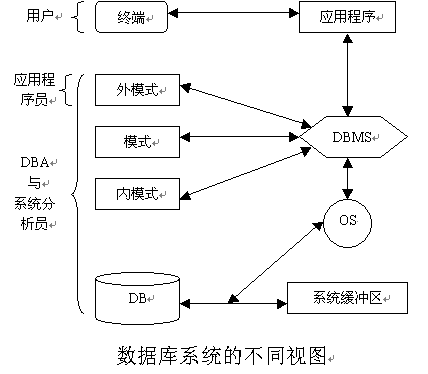 用户
终端
应用程序
应用程
序员
外模式
模式
DBMS
DBA
与
系统分
析员
内模式
OS
DB
系统缓冲区
数据库系统的不同视图